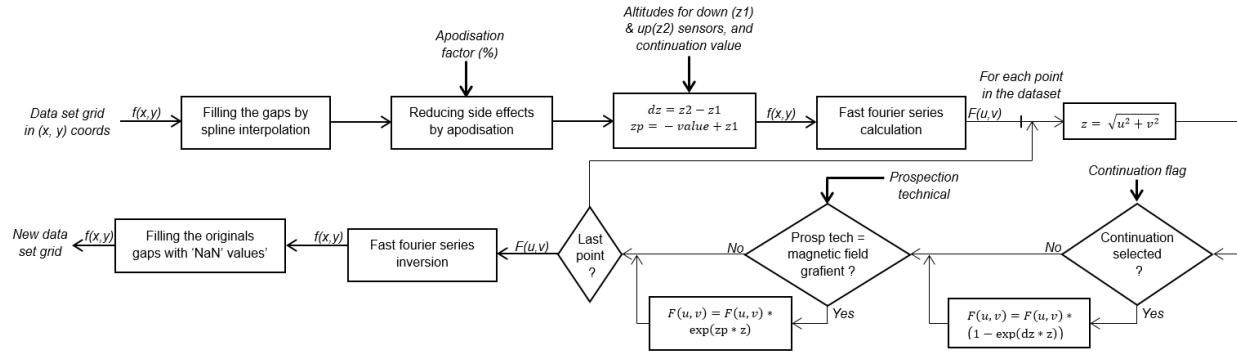 Altitudes for down (z1)
& up(z2) sensors, and
continuation value
Apodisation
factor (%)
For each point
in the dataset
Data set grid
in (x, y) coords
f(x,y)
Filling the gaps by
spline interpolation
Reducing side effects
by apodisation
dz = z2 − z1
zp = − value + z1
f(x,y)
Fast fourier series
calculation
F(u,v)
z = √u² + v²
Prospection
technical
Continuation flag
New data
set grid
f(x,y)
Filling the originals
gaps with ‘NaN’ values’
f(x,y)
Fast fourier series
inversion
F(u,v)
Last
point
?
No
Prosp tech =
magnetic field
grafient ?
No
Continuation
selected
?
Yes
F(u, v) = F(u, v) *
exp(zp * z)
Yes
F(u, v) = F(u, v) *
(1 − exp(dz * z))